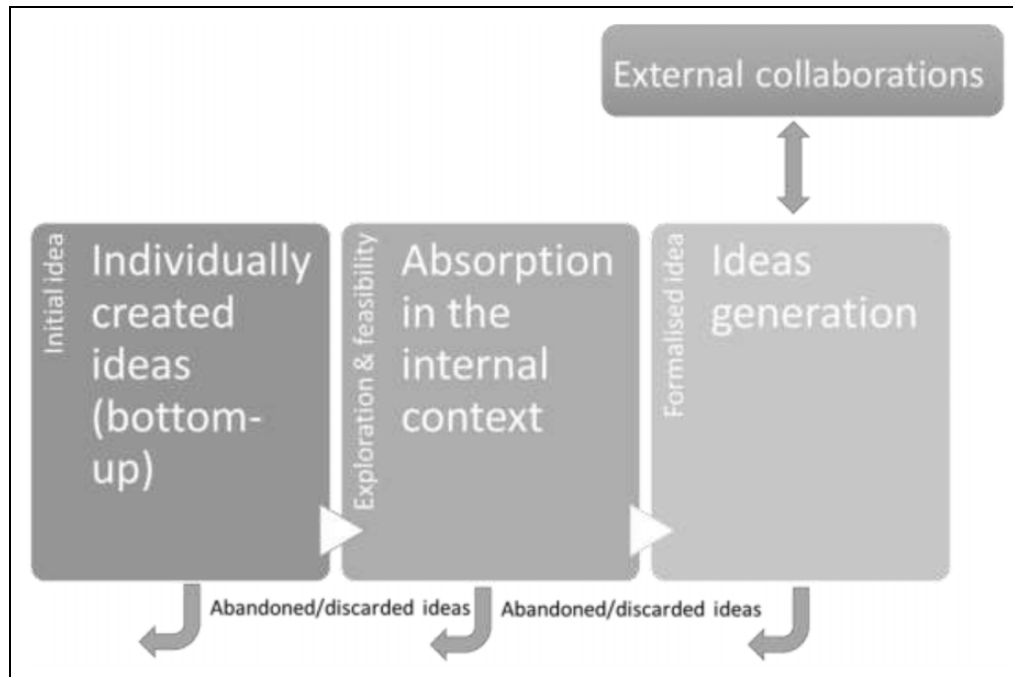 External collaborations
Initial idea
Individually
created
ideas
(bottom-
up)
Exploration & feasibility
Absorption
in the
internal
context
Formalised idea
Ideas
generation
Abandoned/discarded ideas
Abandoned/discarded ideas